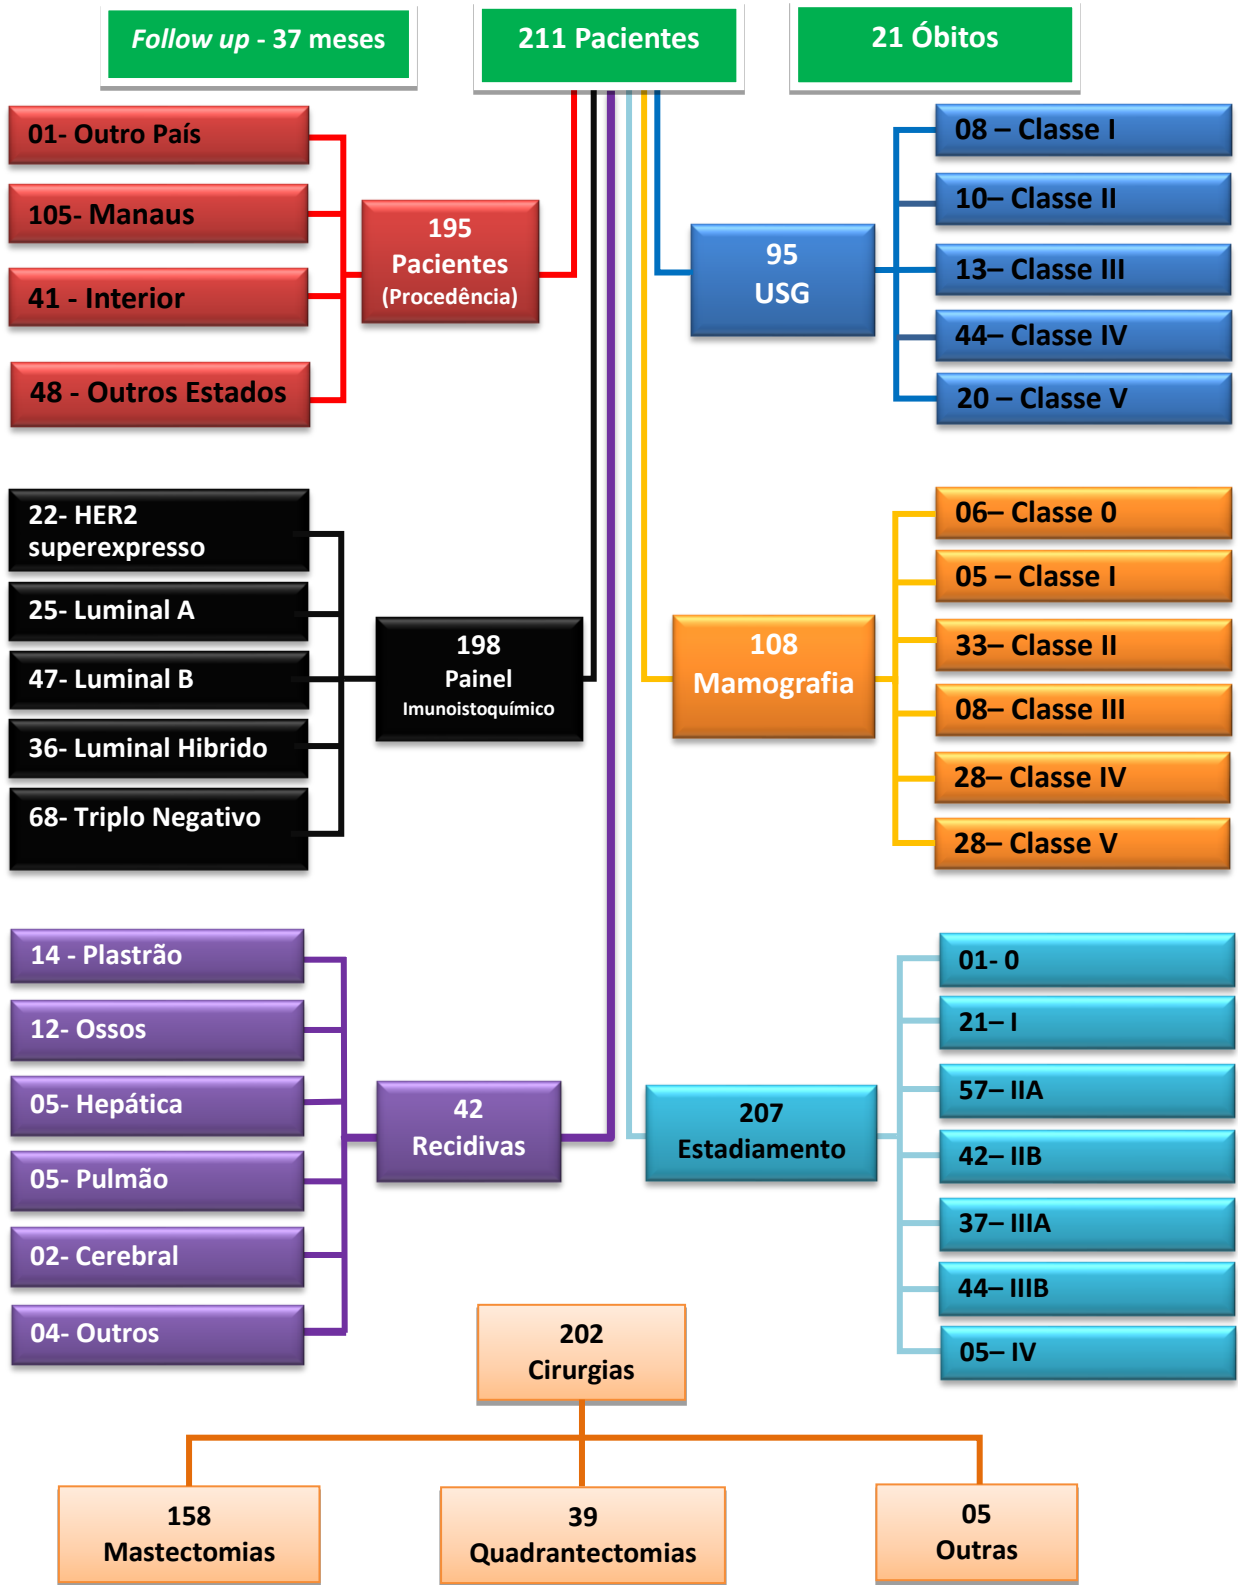 Follow up - 37 meses
211 Pacientes
21 Óbitos
01- Outro País
105- Manaus
41 - Interior
48 - Outros Estados
195
Pacientes
(Procedência)
95
USG
08 – Classe I
10– Classe II
13– Classe III
44– Classe IV
20 – Classe V
22- HER2
superexpresso
25- Luminal A
47- Luminal B
36- Luminal Hibrido
68- Triplo Negativo
198
Painel
Imunoistoquímico
108
Mamografia
06– Classe 0
05 – Classe I
33– Classe II
08– Classe III
28– Classe IV
28– Classe V
14 - Plastrão
12- Ossos
05- Hepática
05- Pulmão
02- Cerebral
04- Outros
42
Recidivas
207
Estadiamento
01- 0
21– I
57– IIA
42– IIB
37– IIIA
44– IIIB
05– IV
202
Cirurgias
158
Mastectomias
39
Quadrantectomias
05
Outras